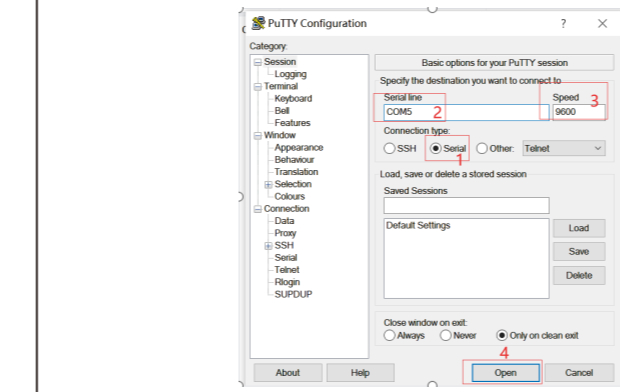 PuTTY Configuration ? ×
Category:
Session
Logging
Terminal
Keyboard
Bell
Features
Window
Appearance
Behaviour
Translation
Selection
Colours
Connection
Data
Proxy
SSH
Serial
Telnet
Rlogin
SUPDUP
Basic options for your PuTTY session
Specify the destination you want to connect to
Serial line Speed
COM5 2 9600 3
Connection type:
SSH Serial Other: Telnet
1
Load, save or delete a stored session
Saved Sessions
Default Settings
Load
Save
Delete
Close window on exit:
Always Never Only on clean exit
4
About Help Open Cancel